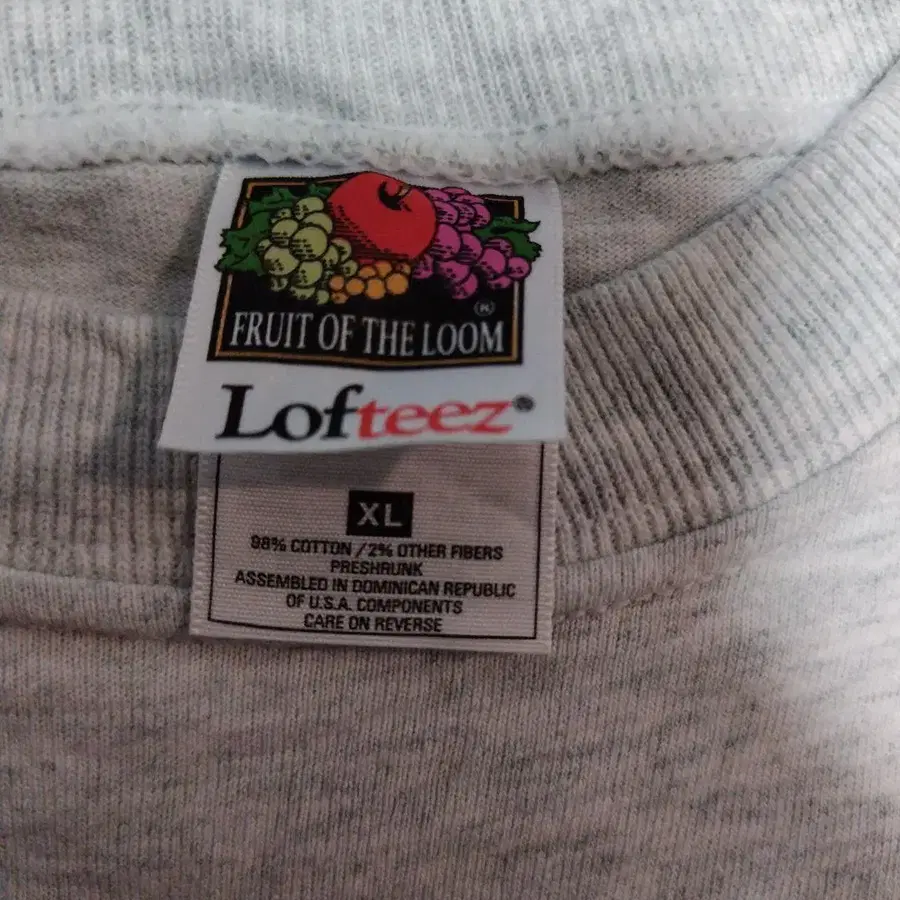 ®
FRUIT OF THE LOOM
Lofteez®
XL
98% COTTON / 2% OTHER FIBERS
PRESHRUNK
ASSEMBLED IN DOMINICAN REPUBLIC
OF U.S.A. COMPONENTS
CARE ON REVERSE